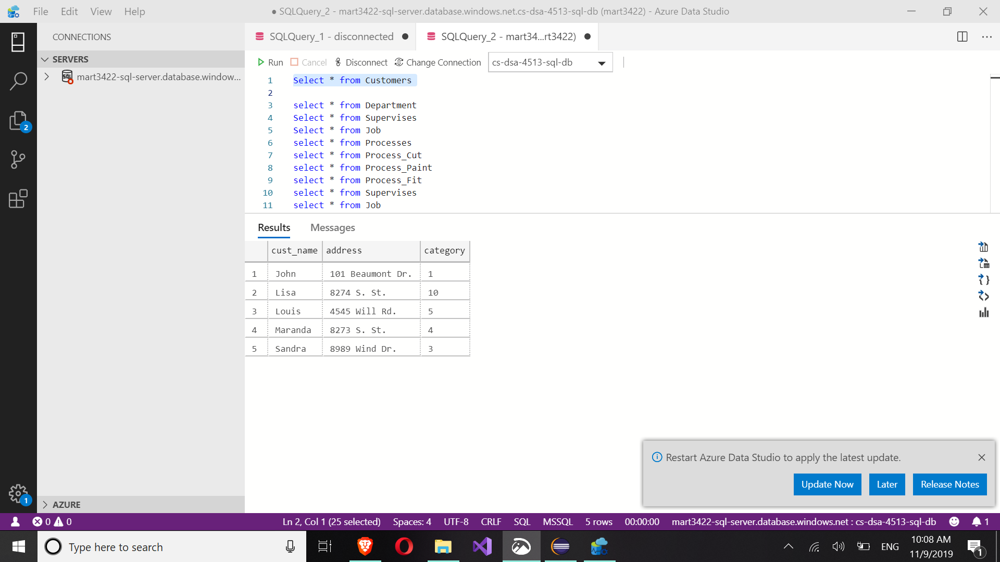 File Edit View Help
● SQLQuery_2 - mart3422-sql-server.database.windows.net.cs-dsa-4513-sql-db (mart3422) - Azure Data Studio
CONNECTIONS
SERVERS
mart3422-sql-server.database.window...
2
1
AZURE
SQLQuery_1 - disconnected ●
SQLQuery_2 - mart34...rt3422) ●
Run Cancel Disconnect Change Connection cs-dsa-4513-sql-db
1 Select * from Customers
2
3 select * from Department
4 Select * from Supervises
5 Select * from Job
6 select * from Processes
7 select * from Process_Cut
8 select * from Process_Paint
9 select * from Process_Fit
10 select * from Supervises
11 select * from Job
Results Messages
cust_name address category
1 John 101 Beaumont Dr. 1
2 Lisa 8274 S. St. 10
3 Louis 4545 Will Rd. 5
4 Maranda 8273 S. St. 4
5 Sandra 8989 Wind Dr. 3
Restart Azure Data Studio to apply the latest update.
Update Now Later Release Notes
0 0 Ln 2, Col 1 (25 selected) Spaces: 4 UTF-8 CRLF SQL MSSQL 5 rows 00:00:00 mart3422-sql-server.database.windows.net : cs-dsa-4513-sql-db 1
Type here to search
ENG
10:08 AM
11/9/2019
1